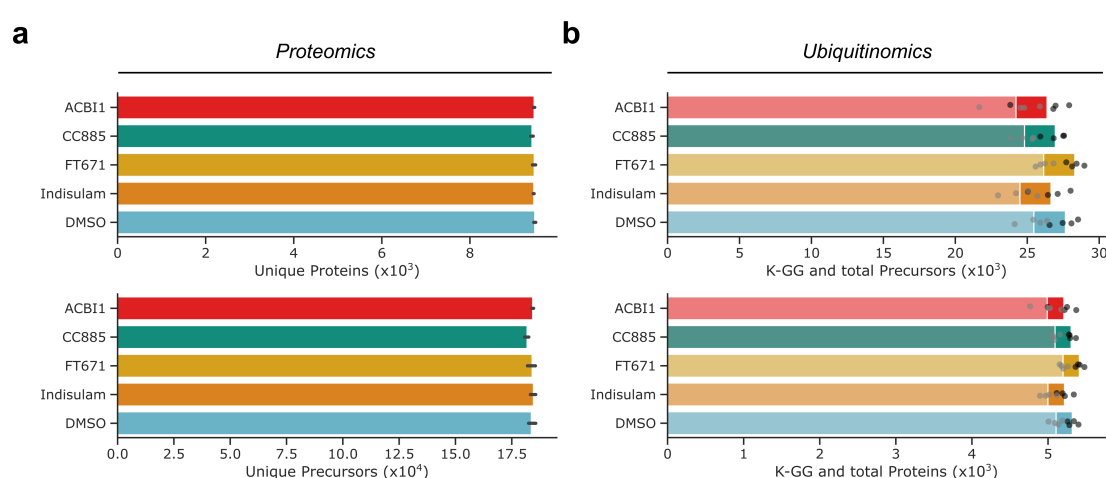 a
Proteomics
ACBI1
CC885
FT671
Indisulam
DMSO
0 2 4 6 8
Unique Proteins (x10³)
ACBI1
CC885
FT671
Indisulam
DMSO
0.0 2.5 5.0 7.5 10.0 12.5 15.0 17.5
Unique Precursors (x10⁴)
b
Ubiquitinomics
ACBI1
CC885
FT671
Indisulam
DMSO
0 5 10 15 20 25 30
K-GG and total Precursors (x10³)
ACBI1
CC885
FT671
Indisulam
DMSO
0 1 2 3 4 5
K-GG and total Proteins (x10³)